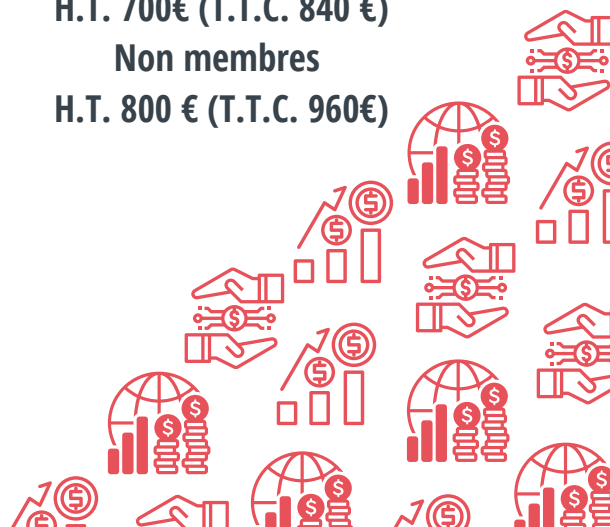 H.T. 700€ (T.T.C. 840 €)
Non membres
H.T. 800 € (T.T.C. 960€)